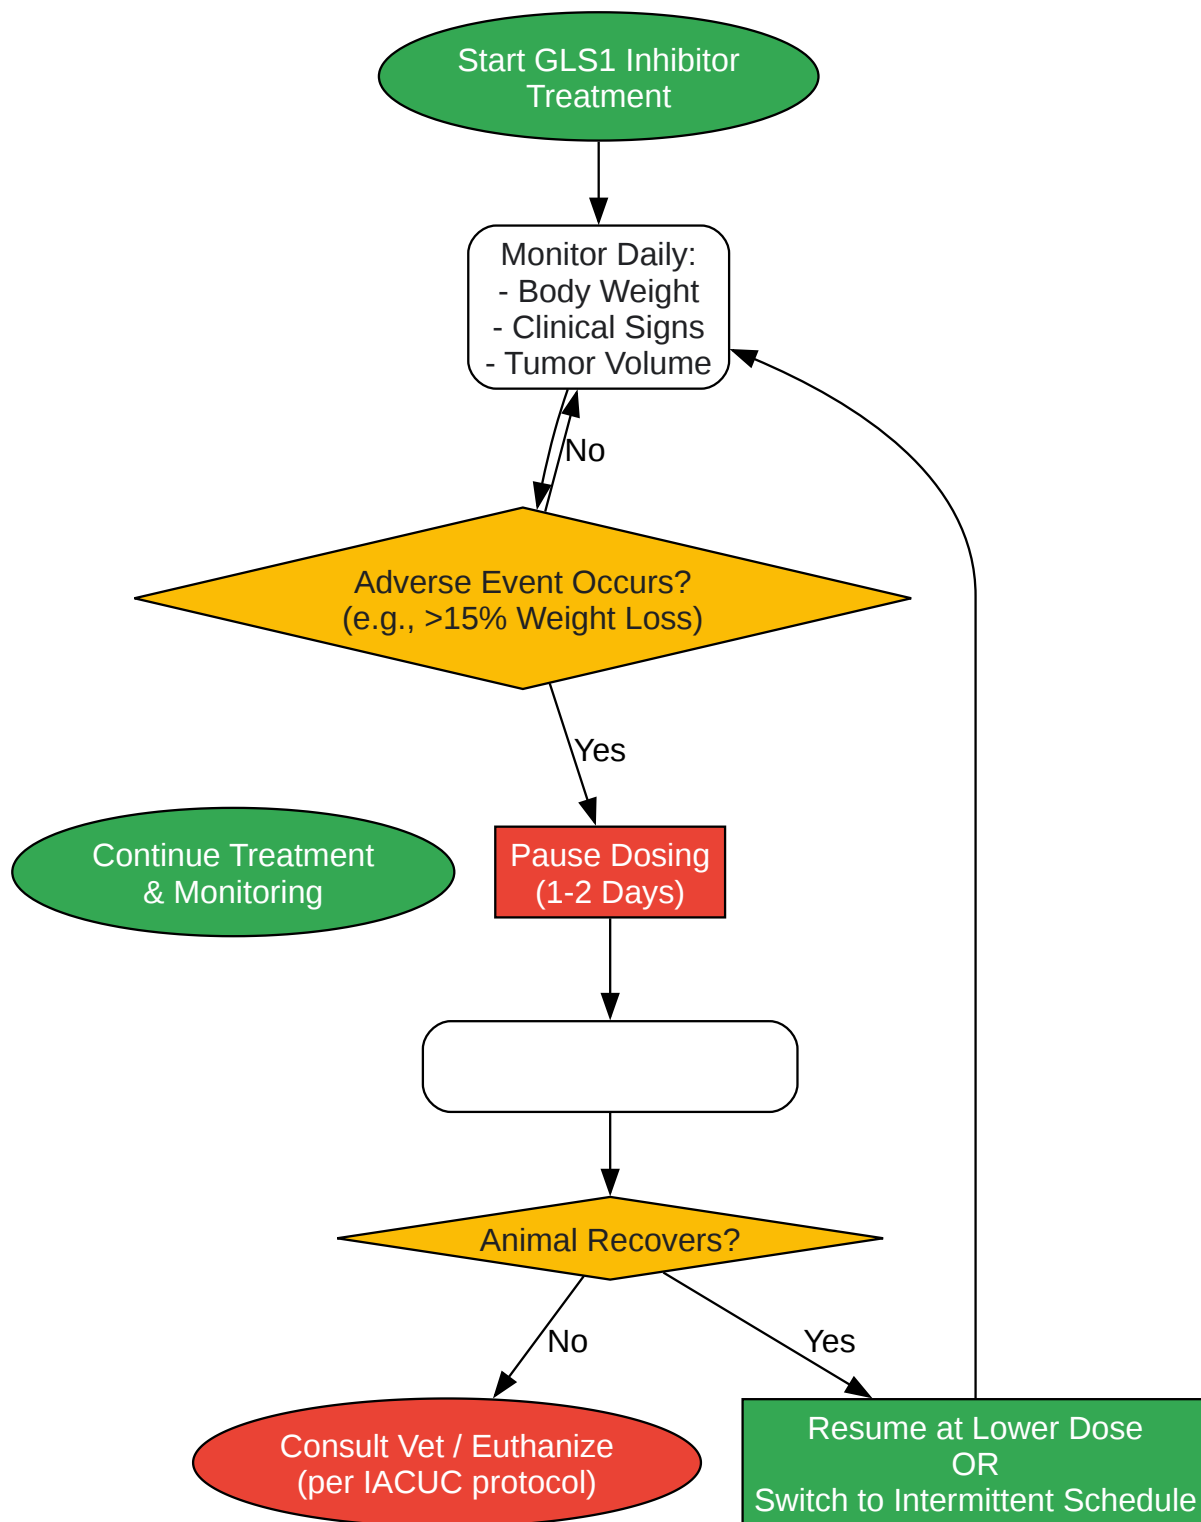 Start GLS1 Inhibitor
Treatment
Monitor Daily:
- Body Weight
- Clinical Signs
- Tumor Volume
No
Adverse Event Occurs?
(e.g., >15% Weight Loss)
Yes
Continue Treatment
& Monitoring
Pause Dosing
(1-2 Days)
Animal Recovers?
No
Yes
Consult Vet / Euthanize
(per IACUC protocol)
Resume at Lower Dose
OR
Switch to Intermittent Schedule